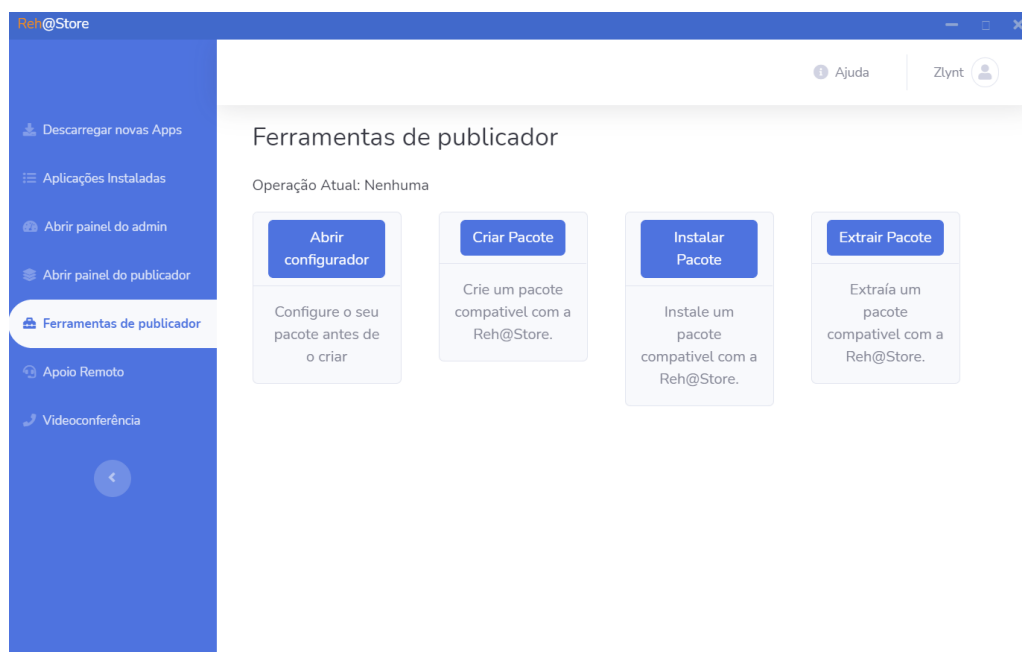 Reh@Store
Ajuda
Zlynt
Descarregar novas Apps
Aplicações Instaladas
Abrir painel do admin
Abrir painel do publicador
Ferramentas de publicador
Apoio Remoto
Videoconferência
Ferramentas de publicador
Operação Atual: Nenhuma
Abrir
configurador
Configure o seu
pacote antes de
o criar
Criar Pacote
Crie um pacote
compativel com a
Reh@Store.
Instalar
Pacote
Instale um
pacote
compativel com a
Reh@Store.
Extrair Pacote
Extraía um
pacote
compativel com a
Reh@Store.